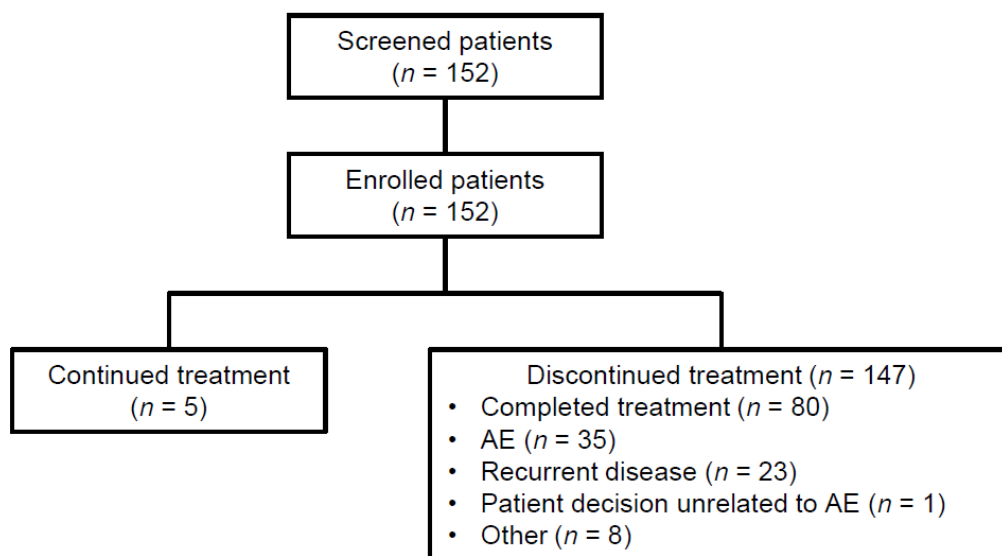 Screened patients
(n = 152)
Enrolled patients
(n = 152)
Continued treatment
(n = 5)
Discontinued treatment (n = 147)
• Completed treatment (n = 80)
• AE (n = 35)
• Recurrent disease (n = 23)
• Patient decision unrelated to AE (n = 1)
• Other (n = 8)